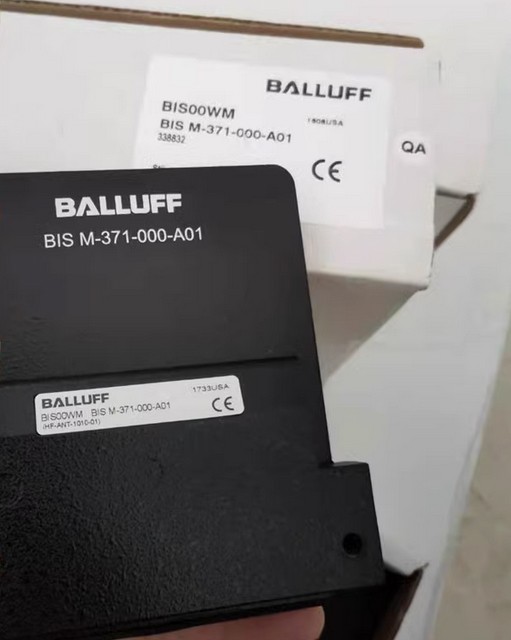 BALLUFF
BIS00WM
1808USA
BIS M-371-000-A01
338832
QA
CE
BALLUFF
BIS M-371-000-A01
BALLUFF
1733USA
BIS00WM BIS M-371-000-A01
CE
(HF-ANT-1010-01)